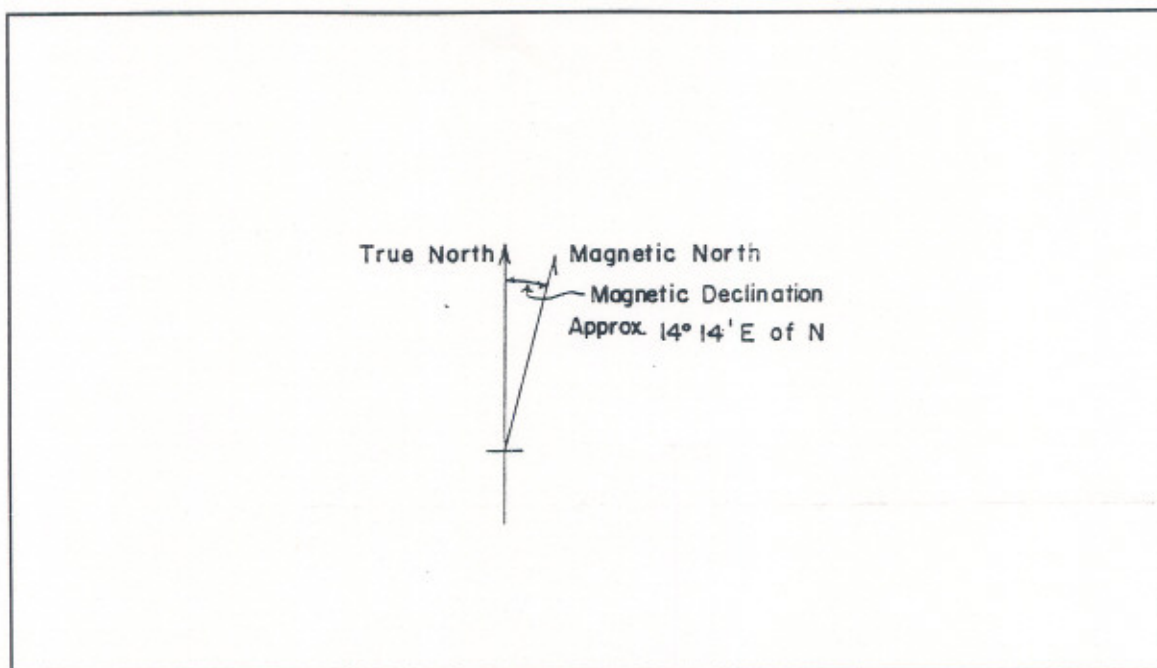 True North Magnetic North
Magnetic Declination
Approx. 14° 14' E of N